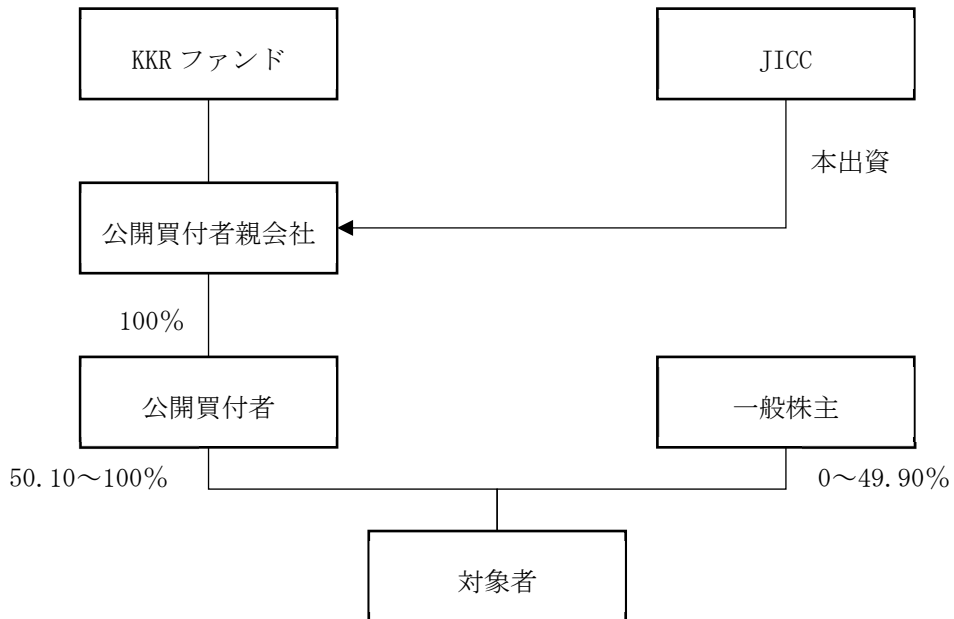 KKR ファンド
JICC
本出資
公開買付者親会社
100%
公開買付者
一般株主
50.10～100%
0～49.90%
対象者